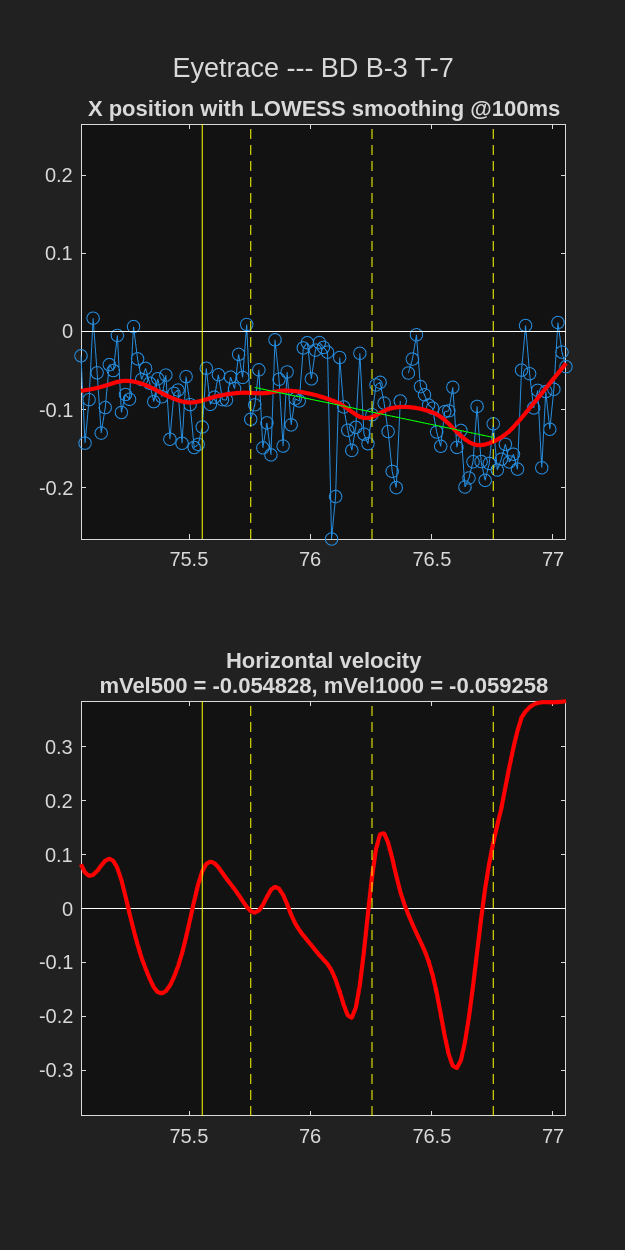 Eyetrace --- BD B-3 T-7
X position with LOWESS smoothing @100ms
0.2
0.1
0
-0.1
-0.2
75.5 76 76.5 77
Horizontal velocity
mVel500 = -0.054828, mVel1000 = -0.059258
0.3
0.2
0.1
0
-0.1
-0.2
-0.3
75.5 76 76.5 77